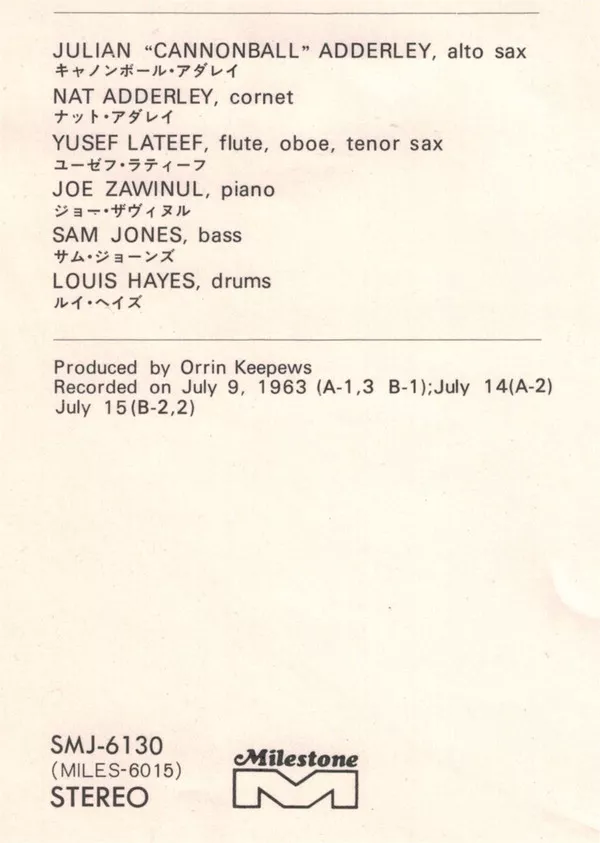 JULIAN “CANNONBALL” ADDERLEY, alto sax
キャノンボール・アダレイ
NAT ADDERLEY, cornet
ナット・アダレイ
YUSEF LATEEF, flute, oboe, tenor sax
ユーゼフ・ラティーフ
JOE ZAWINUL, piano
ジョー・ザヴィヌル
SAM JONES, bass
サム・ジョーンズ
LOUIS HAYES, drums
ルイ・ヘイズ
Produced by Orrin Keepews
Recorded on July 9, 1963 (A-1,3 B-1);July 14(A-2)
July 15(B-2,2)
SMJ-6130
(MILES-6015)
STEREO
Milestone
M